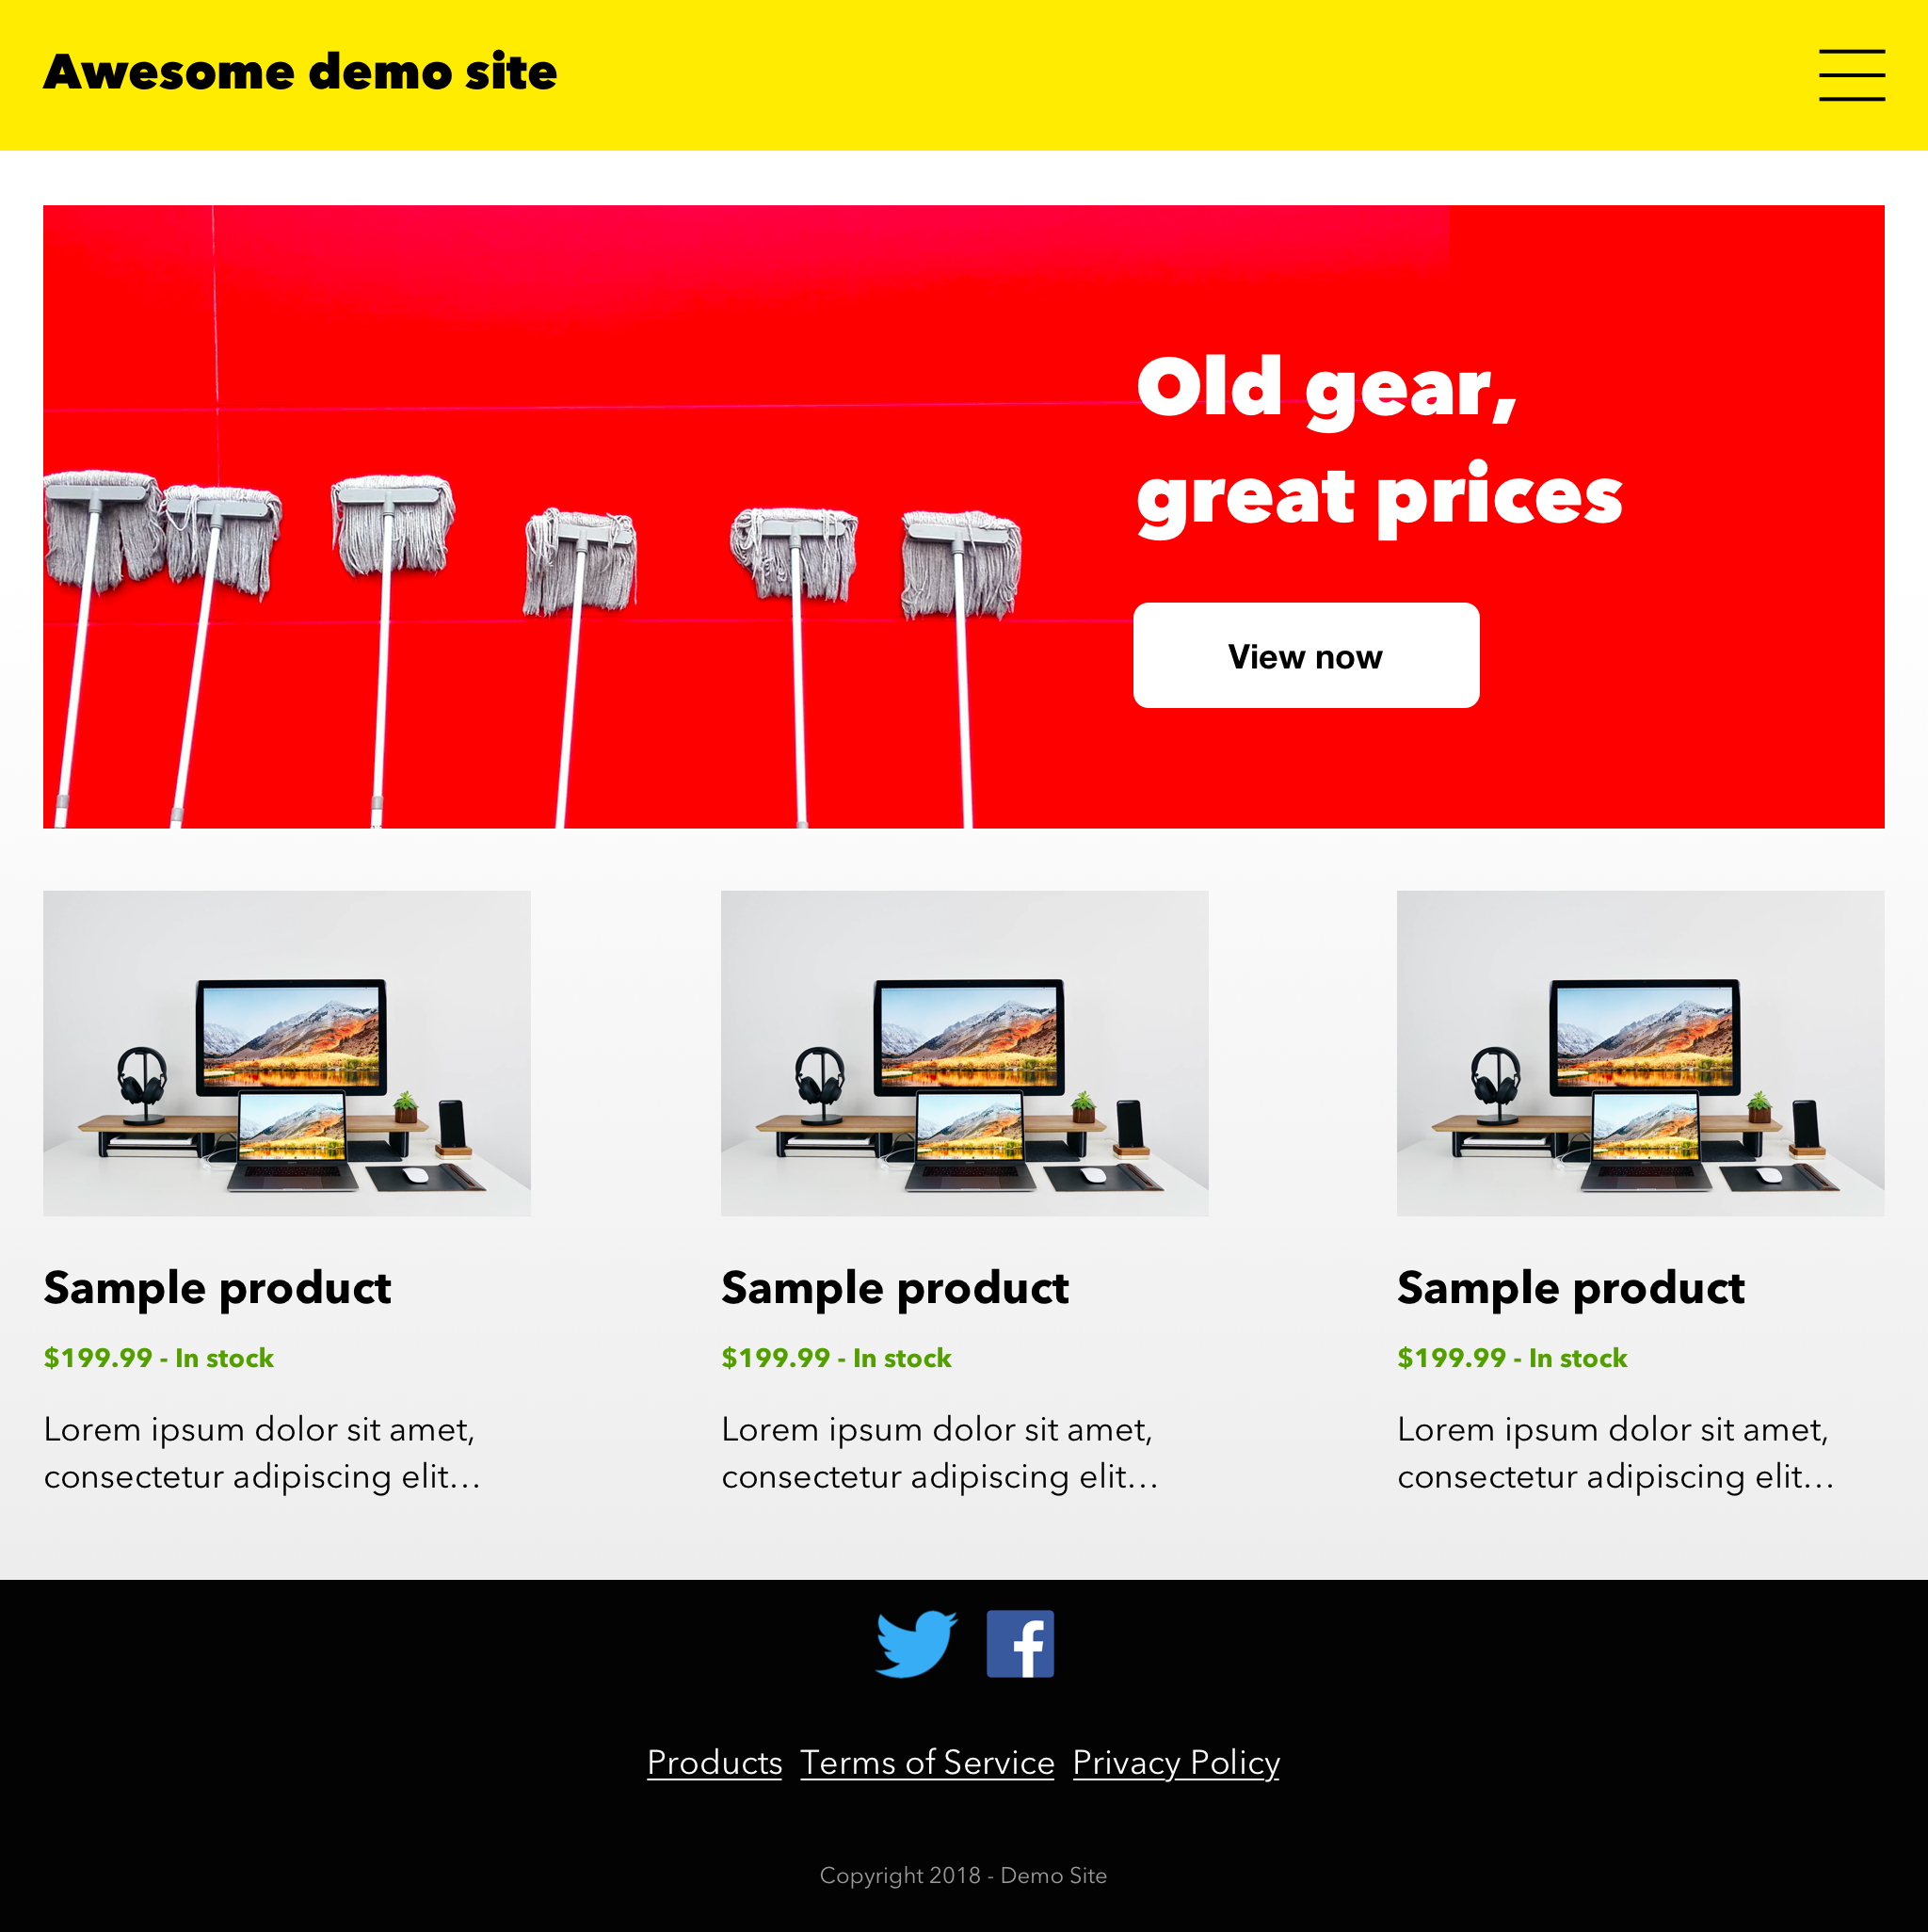 Awesome demo site
Old gear,
great prices
View now
Sample product
$199.99 - In stock
Lorem ipsum dolor sit amet,
consectetur adipiscing elit...
Sample product
$199.99 - In stock
Lorem ipsum dolor sit amet,
consectetur adipiscing elit...
Sample product
$199.99 - In stock
Lorem ipsum dolor sit amet,
consectetur adipiscing elit...
Products Terms of Service Privacy Policy
Copyright 2018 - Demo Site